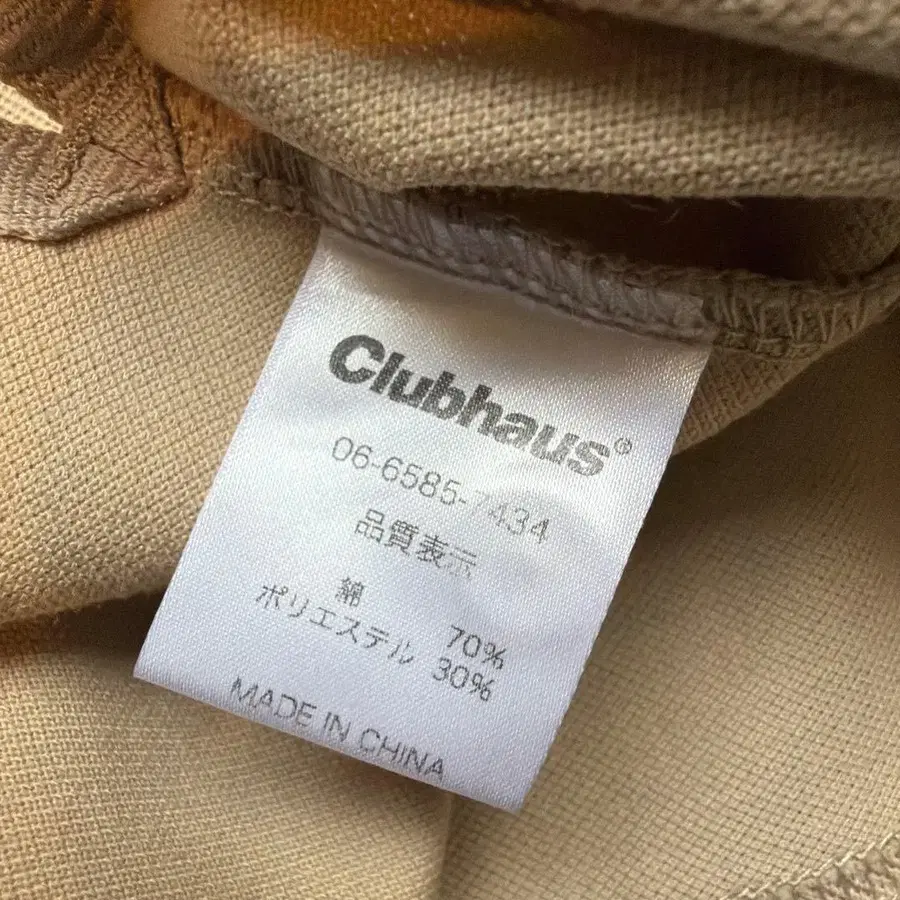 Clubhaus®
06-6585-7434
品質表示
綿 70%
ポリエステル 30%
MADE IN CHINA